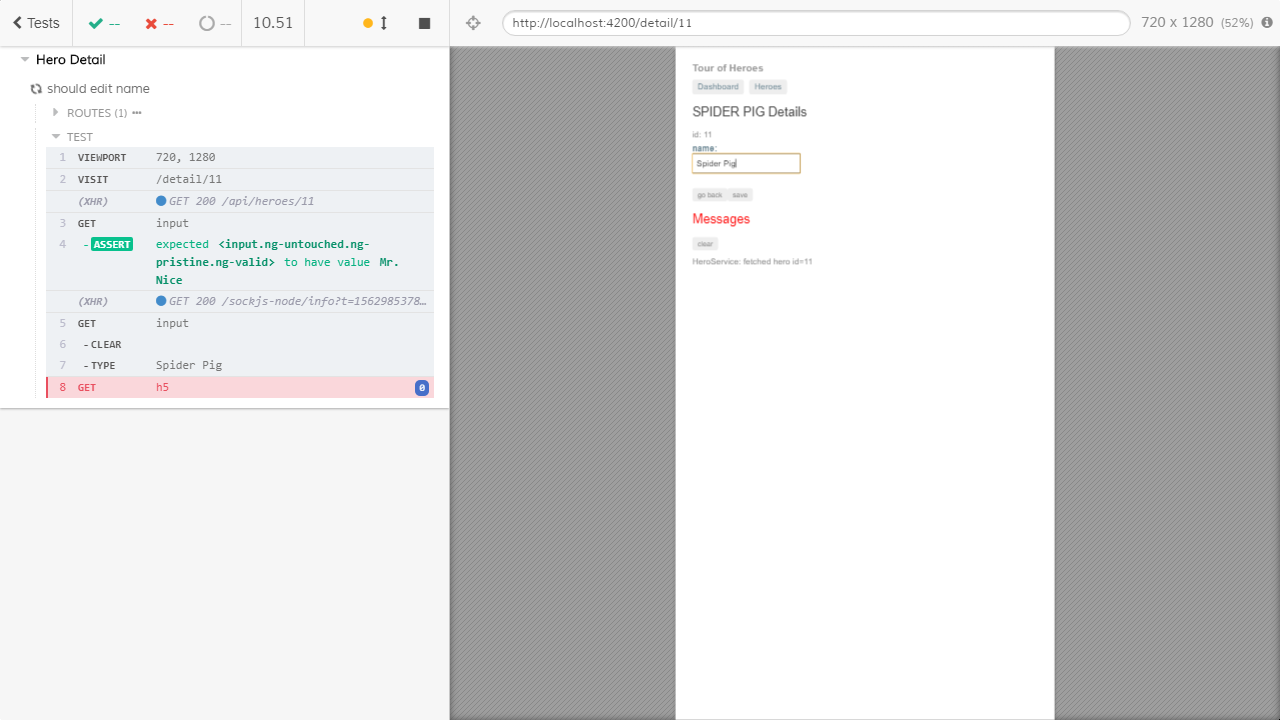 Tests
--
--
--
10.51
http://localhost:4200/detail/11
720 x 1280 (52%)
Hero Detail
should edit name
ROUTES (1)
TEST
1 VIEWPORT 720, 1280
2 VISIT /detail/11
(XHR) GET 200 /api/heroes/11
3 GET input
4 -ASSERT expected <input.ng-untouched.ng-
pristine.ng-valid> to have value Mr.
Nice
(XHR) GET 200 /sockjs-node/info?t=1562985378…
5 GET input
6 -CLEAR
7 -TYPE Spider Pig
8 GET h5 0
Tour of Heroes
Dashboard Heroes
SPIDER PIG Details
id: 11
name:
Spider Pig
go back save
Messages
clear
HeroService: fetched hero id=11